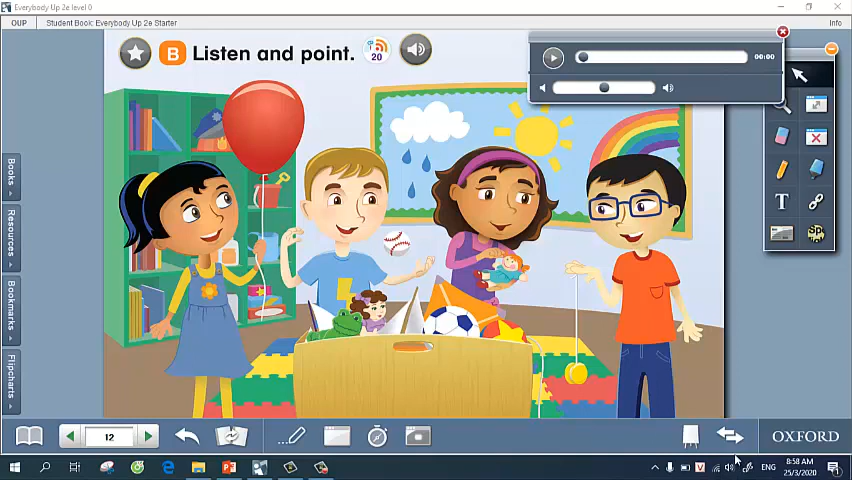 Everybody Up 2e level 0
OUP
Student Book: Everybody Up 2e Starter
Info
B Listen and point.
20
00:00
Books
Resources
Bookmarks
Flipcharts
T
sp
12
OXFORD
V
ENG
8:58 AM
25/3/2020